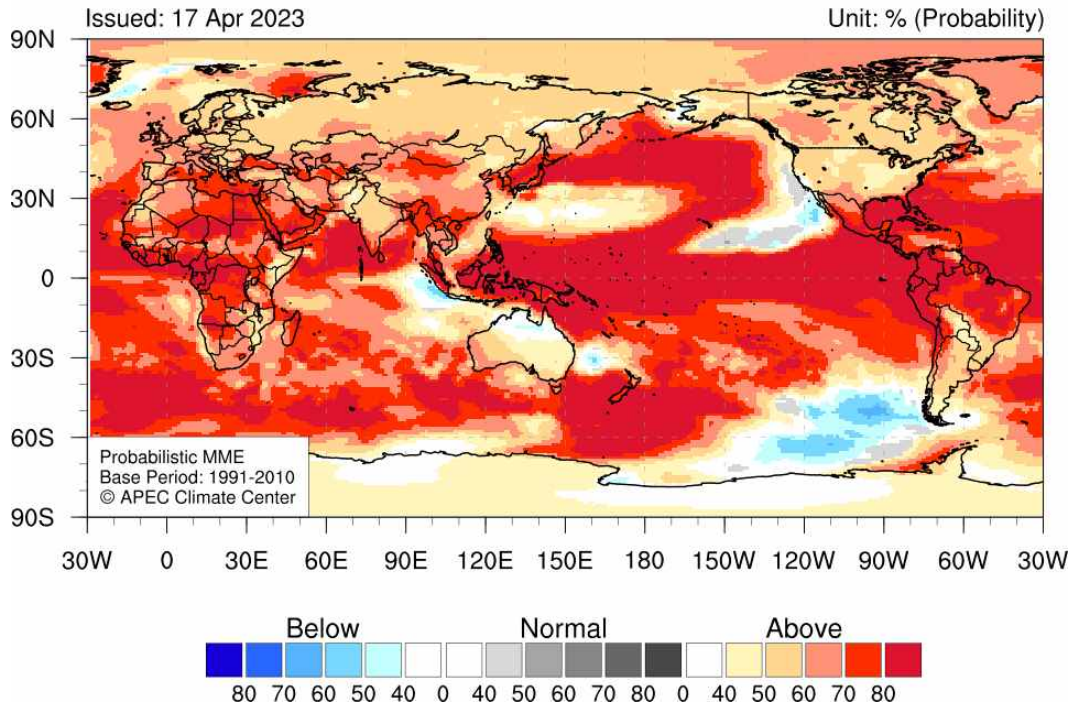 Issued: 17 Apr 2023 Unit: % (Probability)
90N
60N
30N
0
30S
60S
90S
Probabilistic MME
Base Period: 1991-2010
© APEC Climate Center
30W 0 30E 60E 90E 120E 150E 180 150W 120W 90W 60W 30W
Below Normal Above
80 70 60 50 40 0 40 50 60 70 80 0 40 50 60 70 80